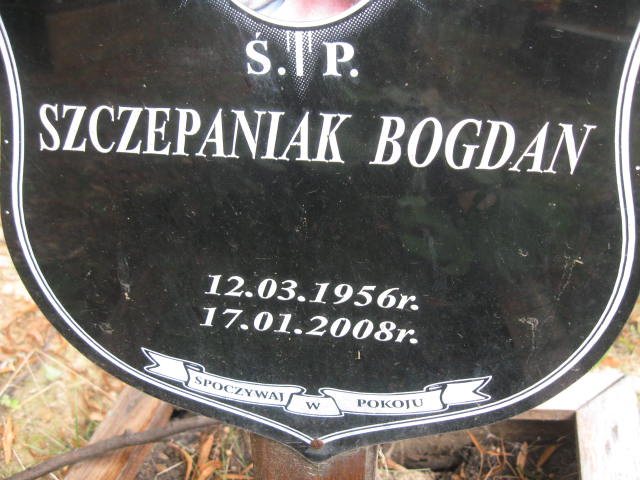 Ś. P.
SZCZEPANIAK BOGDAN
12.03.1956r.
17.01.2008r.
SPOCZYWAJ W POKOJU